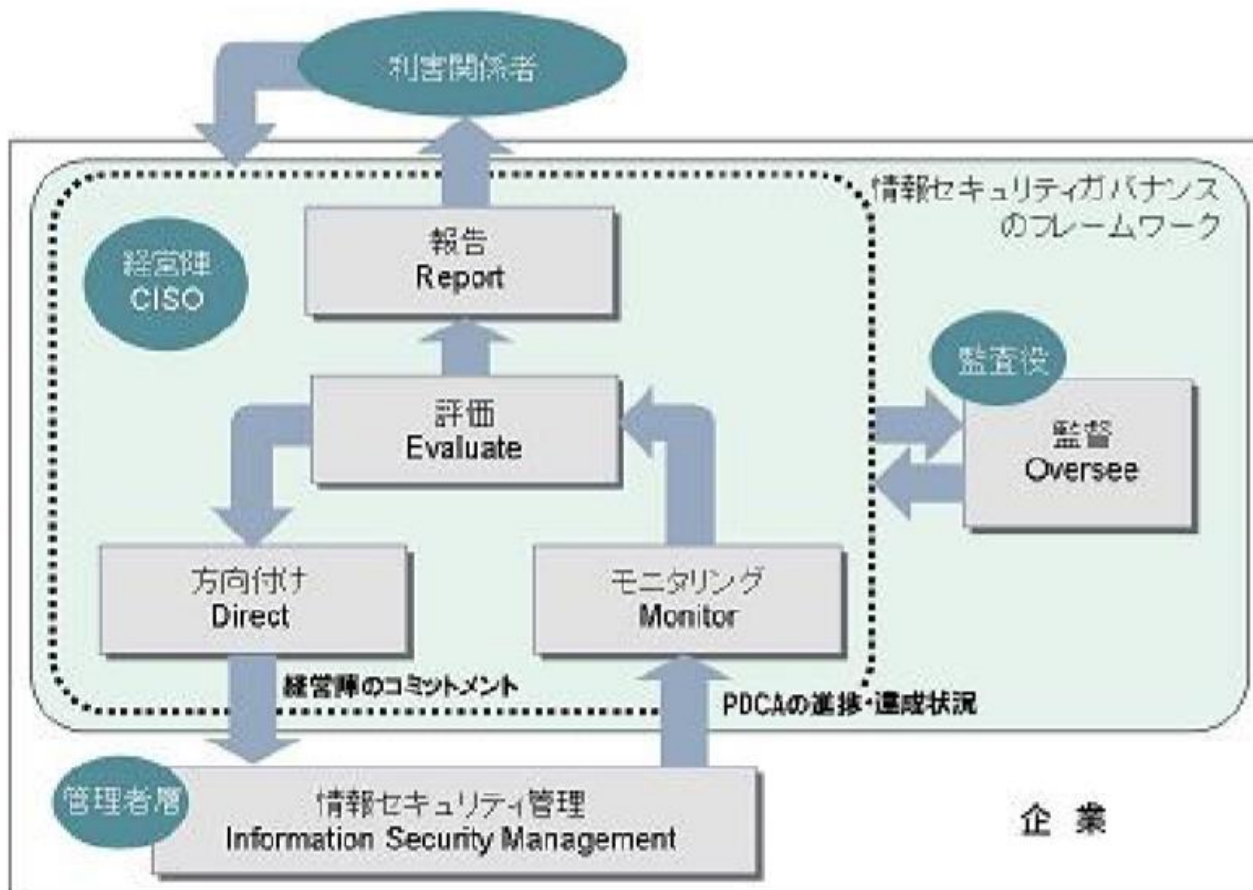 利害関係者
情報セキュリティガバナンス
のフレームワーク
経営陣
CISO
報告
Report
監査役
評価
Evaluate
監督
Oversee
方向付け
Direct
モニタリング
Monitor
経営陣のコミットメント
PDCAの進捗・達成状況
管理者層
情報セキュリティ管理
Information Security Management
企業